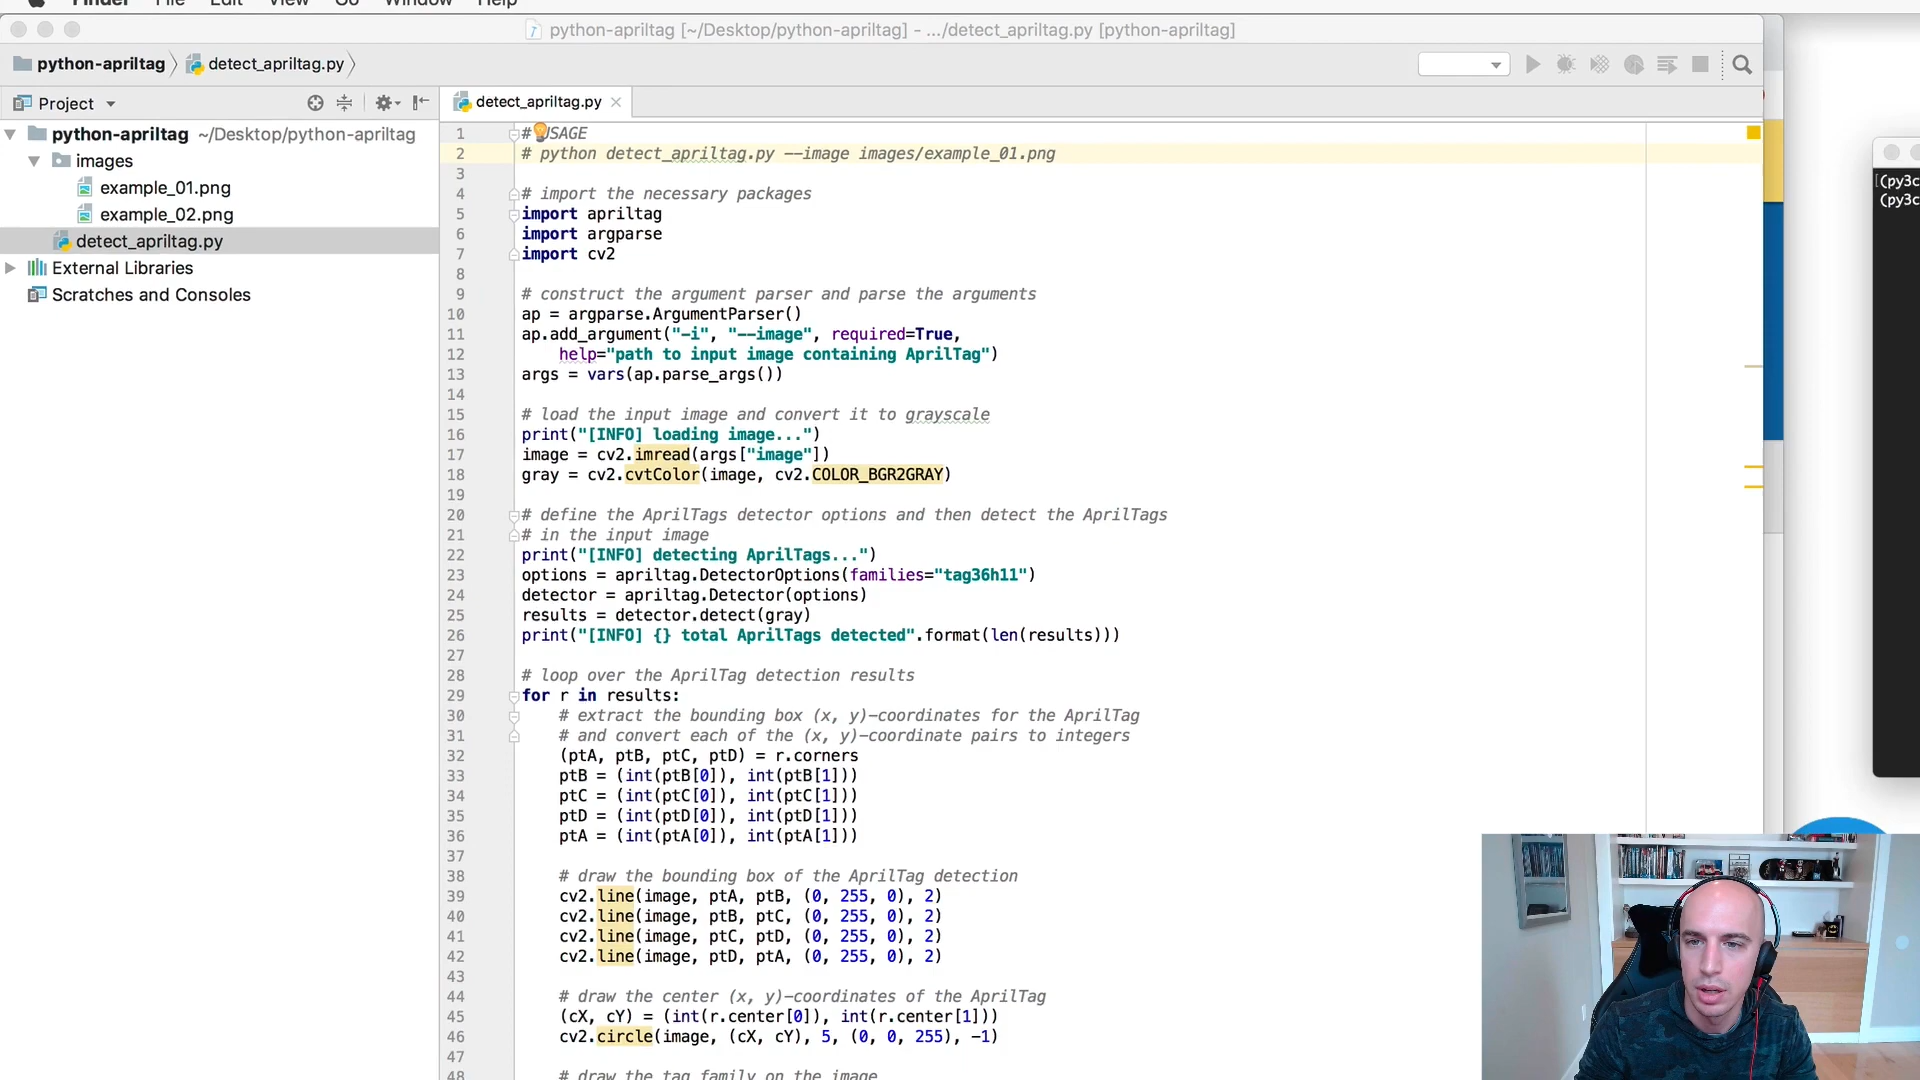 Finder File Edit View Go Window Help
python-apriltag [~/Desktop/python-apriltag] - .../detect_apriltag.py [python-apriltag]
python-apriltag
detect_apriltag.py
Project
detect_apriltag.py
python-apriltag ~/Desktop/python-apriltag
images
example_01.png
example_02.png
detect_apriltag.py
External Libraries
Scratches and Consoles
1 # USAGE
2 # python detect_apriltag.py --image images/example_01.png
3
4 # import the necessary packages
5 import apriltag
6 import argparse
7 import cv2
8
9 # construct the argument parser and parse the arguments
10 ap = argparse.ArgumentParser()
11 ap.add_argument("-i", "--image", required=True,
12 help="path to input image containing AprilTag")
13 args = vars(ap.parse_args())
14
15 # load the input image and convert it to grayscale
16 print("[INFO] loading image...")
17 image = cv2.imread(args["image"])
18 gray = cv2.cvtColor(image, cv2.COLOR_BGR2GRAY)
19
20 # define the AprilTags detector options and then detect the AprilTags
21 # in the input image
22 print("[INFO] detecting AprilTags...")
23 options = apriltag.DetectorOptions(families="tag36h11")
24 detector = apriltag.Detector(options)
25 results = detector.detect(gray)
26 print("[INFO] {} total AprilTags detected".format(len(results)))
27
28 # loop over the AprilTag detection results
29 for r in results:
30 # extract the bounding box (x, y)-coordinates for the AprilTag
31 # and convert each of the (x, y)-coordinate pairs to integers
32 (ptA, ptB, ptC, ptD) = r.corners
33 ptB = (int(ptB[0]), int(ptB[1]))
34 ptC = (int(ptC[0]), int(ptC[1]))
35 ptD = (int(ptD[0]), int(ptD[1]))
36 ptA = (int(ptA[0]), int(ptA[1]))
37
38 # draw the bounding box of the AprilTag detection
39 cv2.line(image, ptA, ptB, (0, 255, 0), 2)
40 cv2.line(image, ptB, ptC, (0, 255, 0), 2)
41 cv2.line(image, ptC, ptD, (0, 255, 0), 2)
42 cv2.line(image, ptD, ptA, (0, 255, 0), 2)
43
44 # draw the center (x, y)-coordinates of the AprilTag
45 (cX, cY) = (int(r.center[0]), int(r.center[1]))
46 cv2.circle(image, (cX, cY), 5, (0, 0, 255), -1)
47
48 # draw the tag family on the image
[(py3c
(py3c